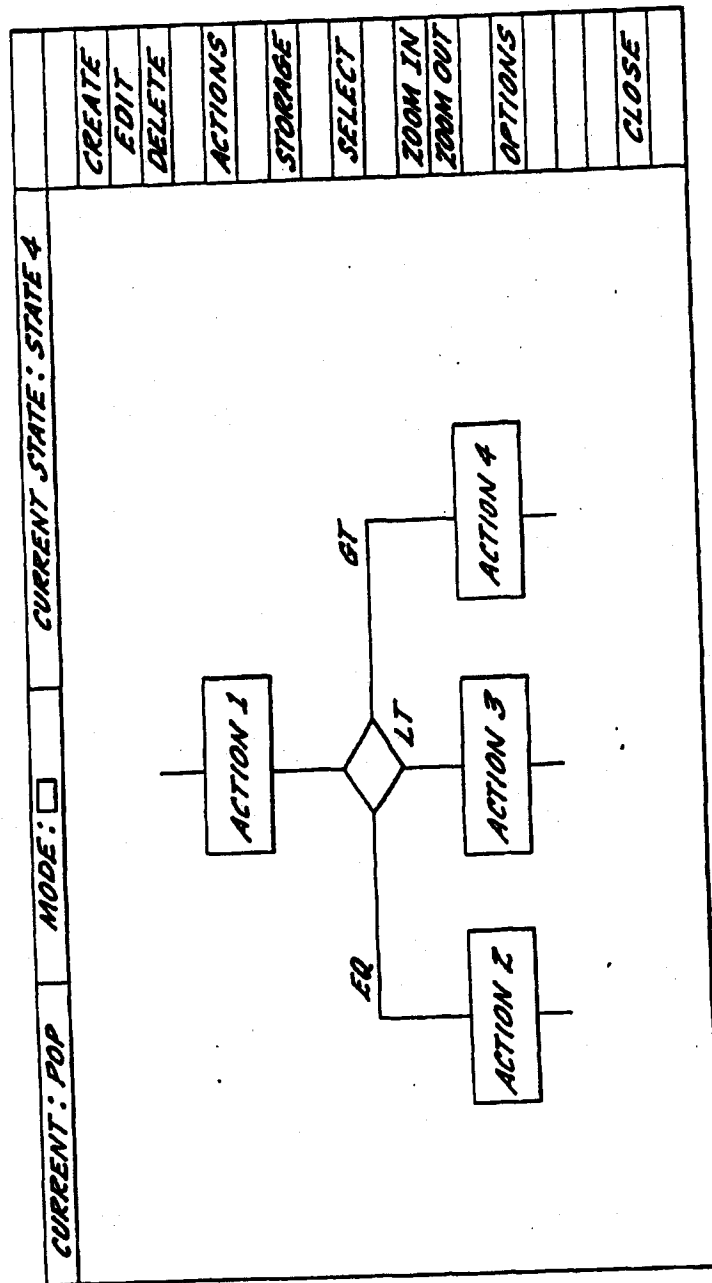 CURRENT: POP
MODE:
CURRENT STATE: STATE 4
CREATE
EDIT
DELETE
ACTIONS
STORAGE
SELECT
ZOOM IN
ZOOM OUT
OPTIONS
CLOSE
ACTION 1
EQ
LT
GT
ACTION 2
ACTION 3
ACTION 4